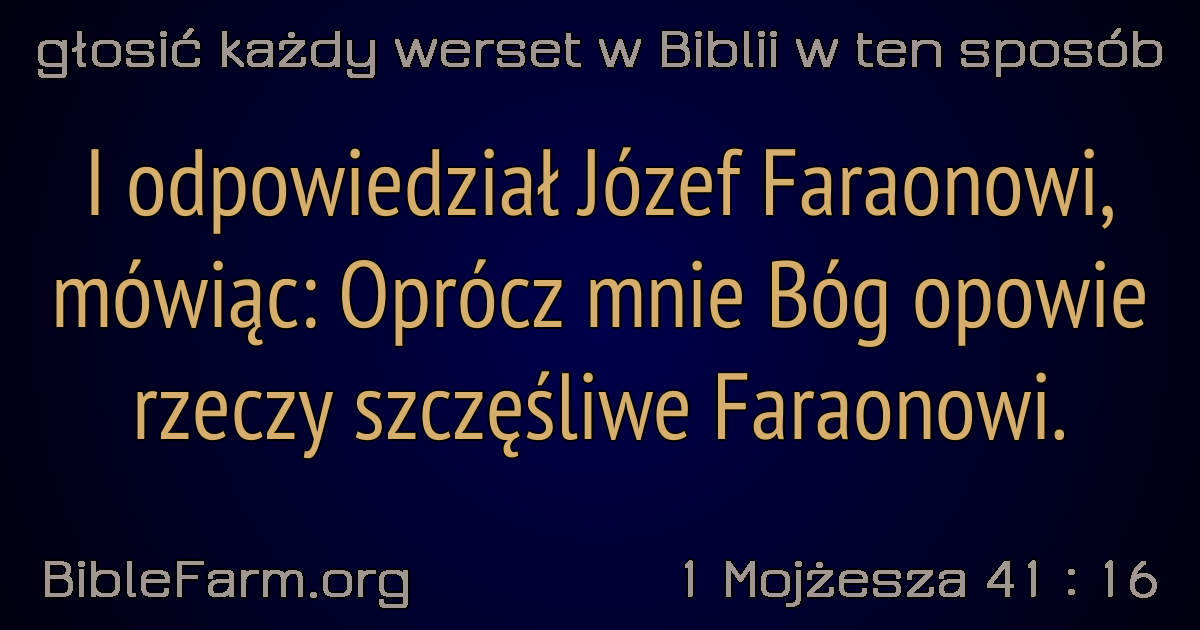 głosić każdy werset w Biblii w ten sposób
I odpowiedział Józef Faraonowi,
mówiąc: Oprócz mnie Bóg opowie
rzeczy szczęśliwe Faraonowi.
BibleFarm.org
1 Mojżesza 41 : 16